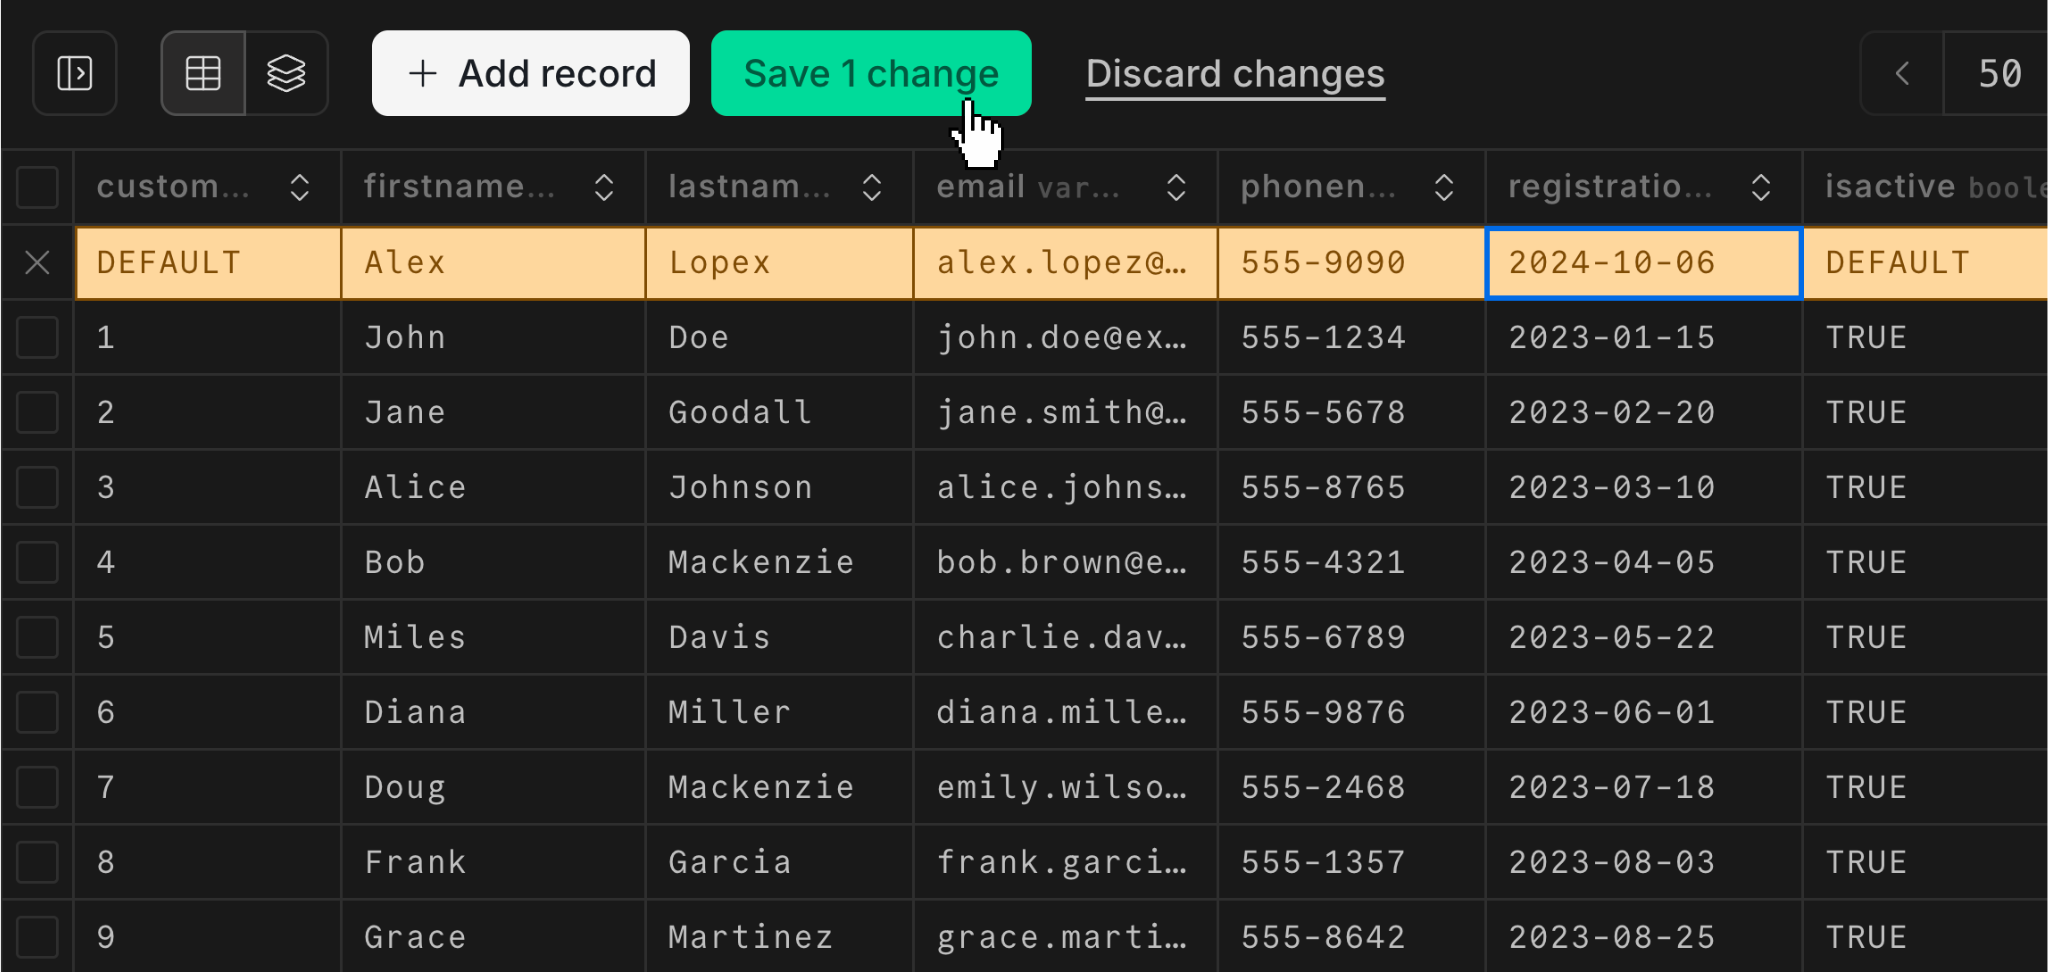 Add record Save 1 change Discard changes 50
custom... firstname... lastnam... email var... phonen... registratio... isactive boole
DEFAULT Alex Lopex alex.lopez@… 555-9090 2024-10-06 DEFAULT
1 John Doe john.doe@ex… 555-1234 2023-01-15 TRUE
2 Jane Goodall jane.smith@… 555-5678 2023-02-20 TRUE
3 Alice Johnson alice.johns… 555-8765 2023-03-10 TRUE
4 Bob Mackenzie bob.brown@e… 555-4321 2023-04-05 TRUE
5 Miles Davis charlie.dav… 555-6789 2023-05-22 TRUE
6 Diana Miller diana.mille… 555-9876 2023-06-01 TRUE
7 Doug Mackenzie emily.wilso… 555-2468 2023-07-18 TRUE
8 Frank Garcia frank.garci… 555-1357 2023-08-03 TRUE
9 Grace Martinez grace.marti… 555-8642 2023-08-25 TRUE